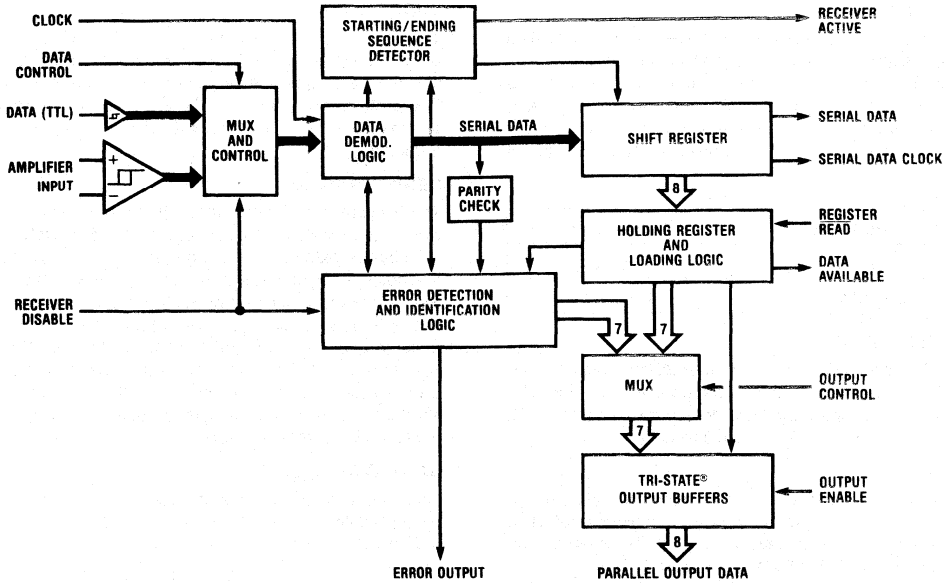 CLOCK
DATA
CONTROL
DATA (TTL)
AMPLIFIER
INPUT
+
−
RECEIVER
DISABLE
MUX
AND
CONTROL
STARTING/ENDING
SEQUENCE
DETECTOR
DATA
DEMOD.
LOGIC
SERIAL DATA
PARITY
CHECK
ERROR DETECTION
AND IDENTIFICATION
LOGIC
SHIFT REGISTER
8
HOLDING REGISTER
AND
LOADING LOGIC
7
7
MUX
7
TRI-STATE®
OUTPUT BUFFERS
8
RECEIVER
ACTIVE
SERIAL DATA
SERIAL DATA CLOCK
REGISTER
READ
DATA
AVAILABLE
OUTPUT
CONTROL
OUTPUT
ENABLE
ERROR OUTPUT
PARALLEL OUTPUT DATA